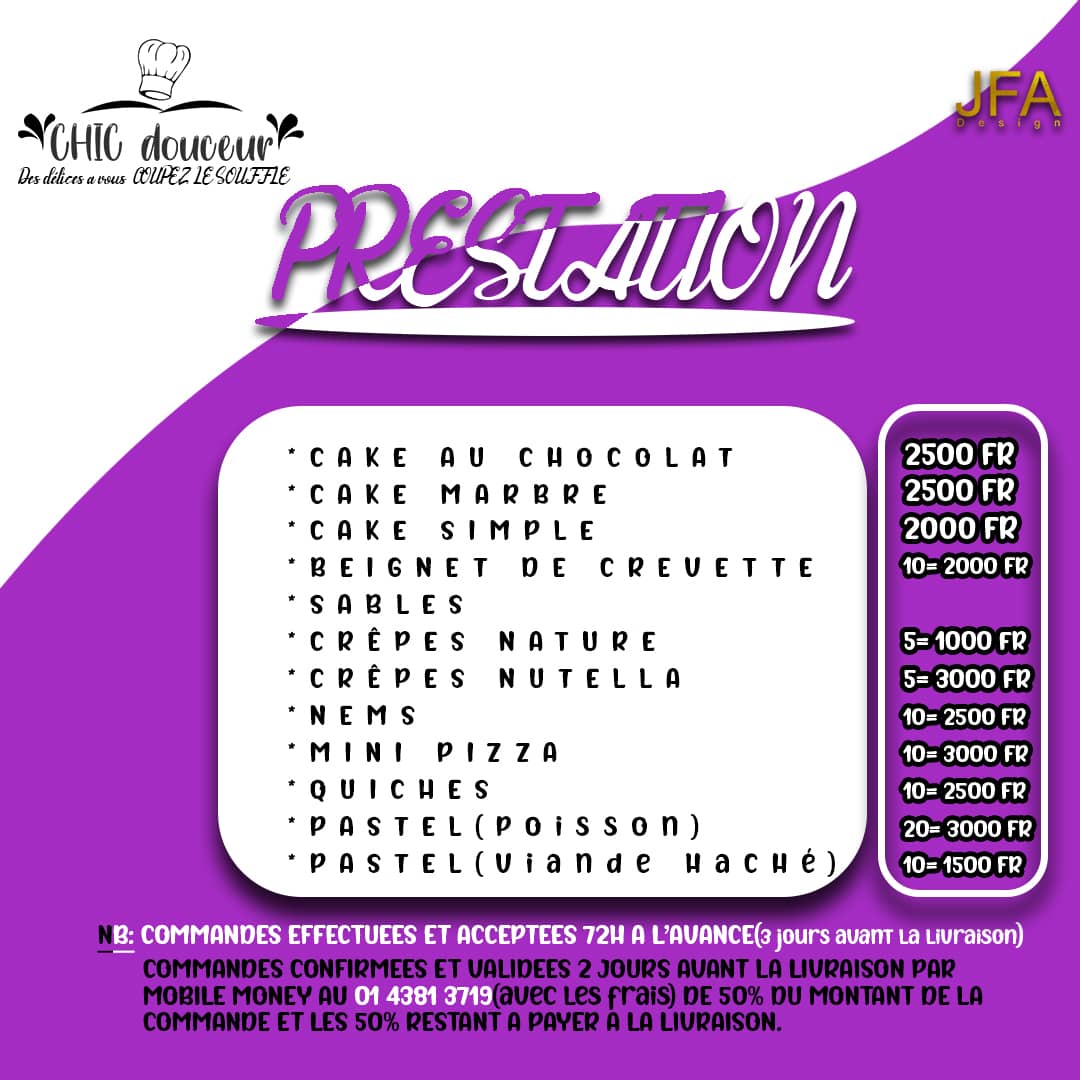 CHIC douceur
Des délices a vous COUPEZ LE SOUFFLE
JFA
Design
PRESTATION
* CAKE AU CHOCOLAT 2500 FR
* CAKE MARBRE 2500 FR
* CAKE SIMPLE 2000 FR
* BEIGNET DE CREVETTE 10= 2000 FR
* SABLES
* CRÊPES NATURE 5= 1000 FR
* CRÊPES NUTELLA 5= 3000 FR
* NEMS 10= 2500 FR
* MINI PIZZA 10= 3000 FR
* QUICHES 10= 2500 FR
* PASTEL(Poisson) 20= 3000 FR
* PASTEL(Viande Haché) 10= 1500 FR
NB: COMMANDES EFFECTUEES ET ACCEPTEES 72H A L'AVANCE(3 jours avant La Livraison)
COMMANDES CONFIRMEES ET VALIDEES 2 JOURS AVANT LA LIVRAISON PAR
MOBILE MONEY AU 01 4381 3719(avec Les frais) DE 50% DU MONTANT DE LA
COMMANDE ET LES 50% RESTANT A PAYER A LA LIVRAISON.